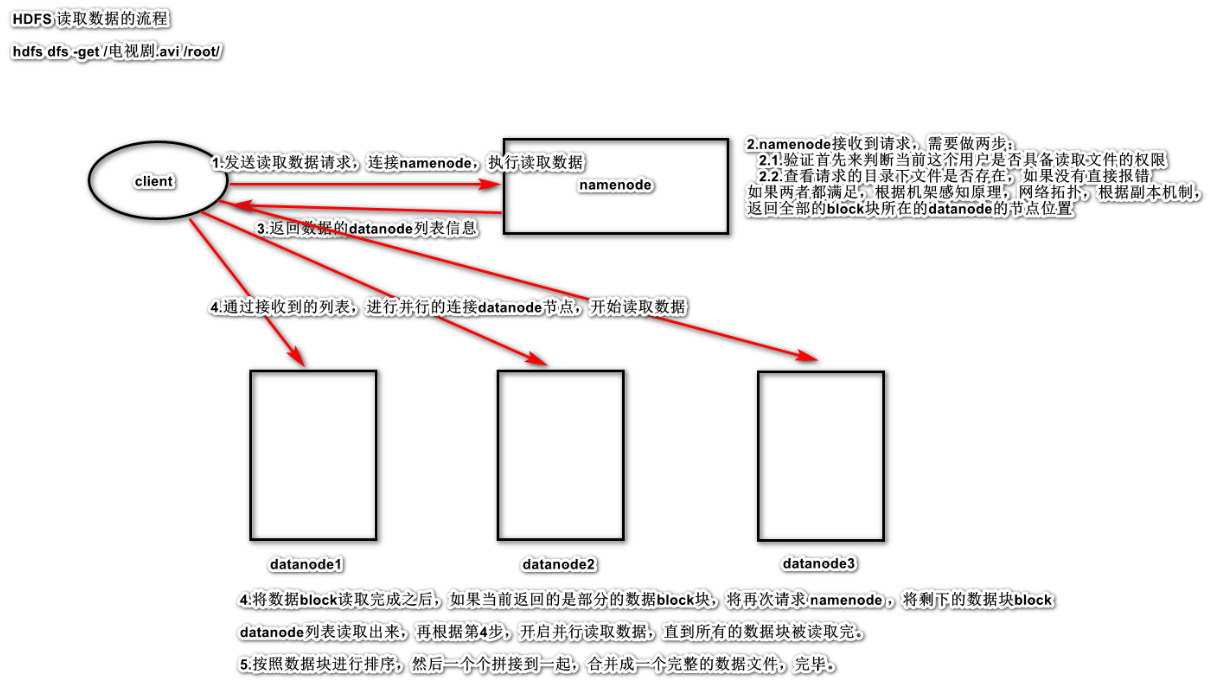 HDFS 读取数据的流程
hdfs dfs -get /电视剧.avi /root/
client
1.发送读取数据请求，连接namenode，执行读取数据
namenode
2.namenode接收到请求，需要做两步：
2.1.验证首先来判断当前这个用户是否具备读取文件的权限
2.2.查看请求的目录下文件是否存在，如果没有直接报错
如果两者都满足，根据机架感知原理，网络拓扑，根据副本机制，
返回全部的block块所在的datanode的节点位置
3.返回数据的datanode列表信息
4.通过接收到的列表，进行并行的连接datanode节点，开始读取数据
datanode1
datanode2
datanode3
4.将数据block读取完成之后，如果当前返回的是部分的数据block块，将再次请求 namenode，将剩下的数据块block
datanode列表读取出来，再根据第4步，开启并行读取数据，直到所有的数据块被读取完。
5.按照数据块进行排序，然后一个个拼接到一起，合并成一个完整的数据文件，完毕。